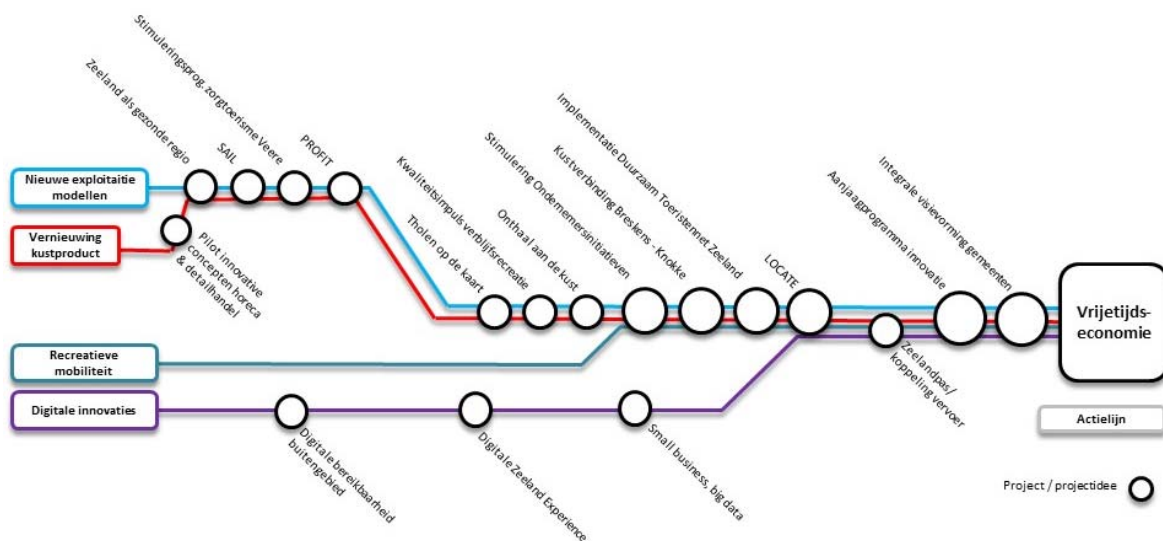 Zeeland als gezonde regio
SAIL
Stimuleringsprog. zorgtoerisme Veere
PROFIT
Nieuwe exploitaitie
modellen
Vernieuwing
kustproduct
Pilot innovative
concepten horeca
& detailhandel
Tholen op de kaart
Kwaliteitsimpuls verblijfsrecreatie
Onthaal aan de kust
Stimulering Ondernemersinitiatieven
Kustverbinding Breskens - Knokke
Implementatie Duurzaam Toeristennet Zeeland
LOCATE
Aanjaagprogramma innovatie
Integrale visievorming gemeenten
Vrijetijds-
economie
Zeelandpas/
koppeling vervoer
Recreatieve
mobiliteit
Digitale innovaties
Digitale bereikbaarheid
buitengebied
Digitale Zeeland Experience
Small business, big data
Actielijn
Project / projectidee